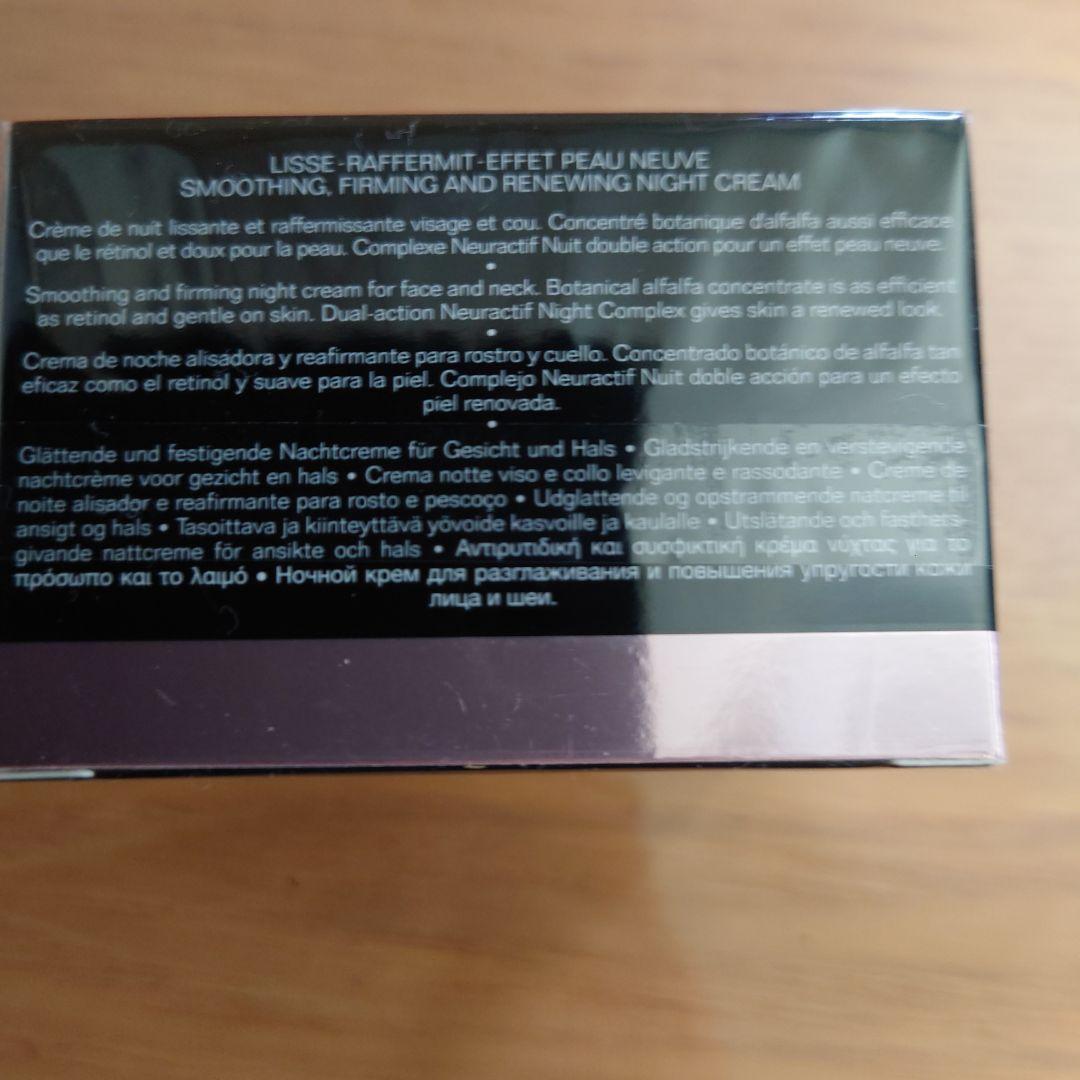 LISSE-RAFFERMIT-EFFET PEAU NEUVE
SMOOTHING, FIRMING AND RENEWING NIGHT CREAM
Crème de nuit lissante et raffermissante visage et cou. Concentré botanique d'alfalfa aussi efficace
que le rétinol et doux pour la peau. Complexe Neuractif Nuit double action pour un effet peau neuve.
•
Smoothing and firming night cream for face and neck. Botanical alfalfa concentrate is as efficient
as retinol and gentle on skin. Dual-action Neuractif Night Complex gives skin a renewed look.
•
Crema de noche alisadora y reafirmante para rostro y cuello. Concentrado botánico de alfalfa tan
eficaz como el retinol y suave para la piel. Complejo Neuractif Nuit doble acción para un efecto
piel renovada.
•
Glättende und festigende Nachtcreme für Gesicht und Hals • Gladstrijkende en verstevigende
nachtcrème voor gezicht en hals • Crema notte viso e collo levigante e rassodante • Creme de
noite alisador e reafirmante para rosto e pescoço • Udglattende og opstrammende natcreme til
ansigt og hals • Tasoittava ja kiinteyttävä yövoide kasvoille ja kaulalle • Utslätande och fasthets-
givande nattcreme för ansikte och hals • Αντιρυτιδική και συσφικτική κρέμα νύχτας για το
πρόσωπο και το λαιμό • Ночной крем для разглаживания и повышения упругости кожи
лица и шеи.